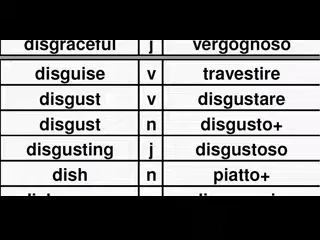 disgraceful j vergognoso
disguise v travestire
disgust v disgustare
disgust n disgusto+
disgusting j disgustoso
dish n piatto+